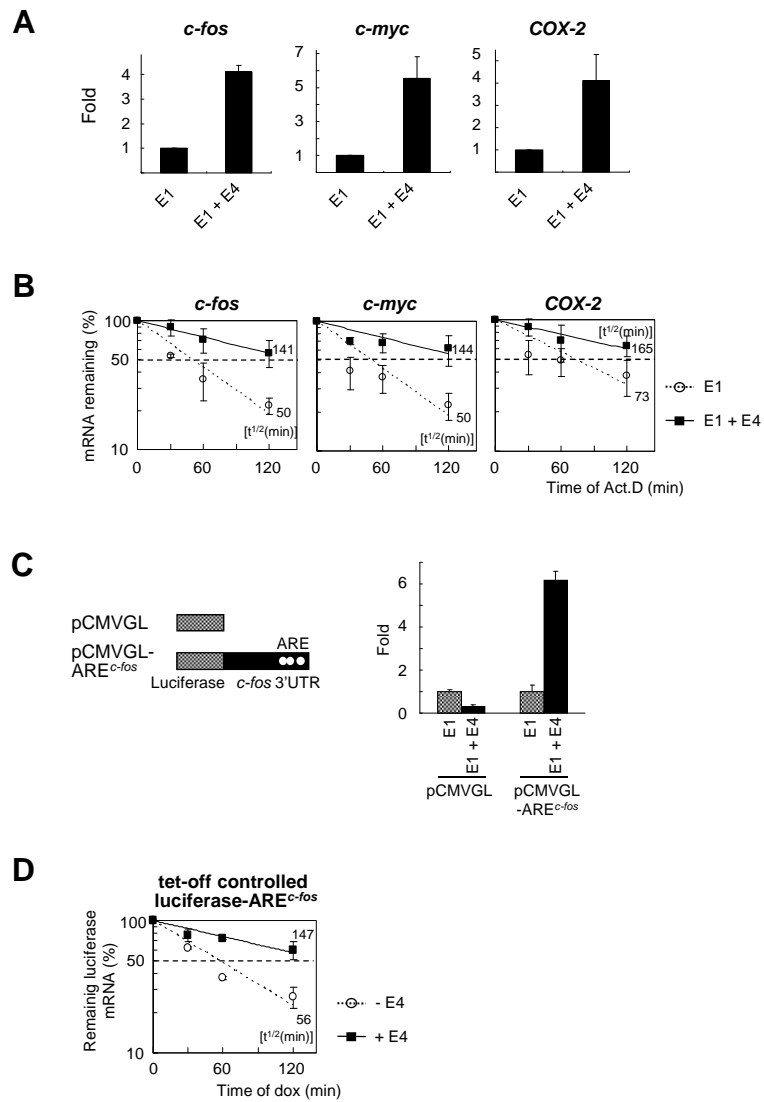 A
c-fos
c-myc
COX-2
Fold
4
3
2
1
7
5
3
1
5
4
3
2
1
E1
E1 + E4
E1
E1 + E4
E1
E1 + E4
B
c-fos
c-myc
COX-2
mRNA remaining (%)
100
50
10
141
50
[t1/2(min)]
144
50
[t1/2(min)]
[t1/2(min)]
165
73
0 60 120
0 60 120
0 60 120
Time of Act.D (min)
E1
E1 + E4
C
pCMVGL
pCMVGL-
AREc-fos
ARE
Luciferase c-fos 3'UTR
Fold
6
4
2
0
E1
E1 + E4
E1
E1 + E4
pCMVGL
pCMVGL
-AREc-fos
D
tet-off controlled
luciferase-AREc-fos
Remainig luciferase
mRNA (%)
100
50
10
147
56
[t1/2(min)]
0 60 120
Time of dox (min)
- E4
+ E4